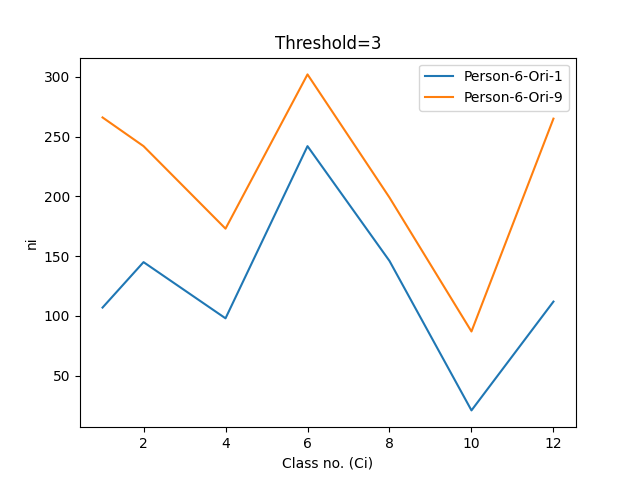 Threshold=3
Person-6-Ori-1
Person-6-Ori-9
300
250
200
150
100
50
ni
2 4 6 8 10 12
Class no. (Ci)